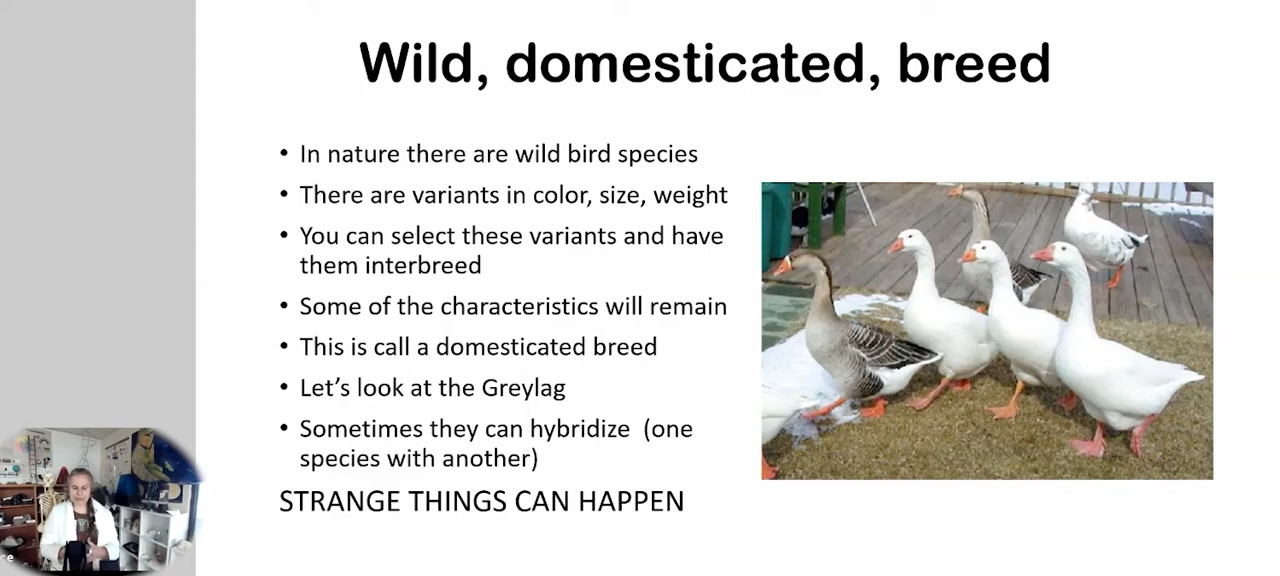 Wild, domesticated, breed
• In nature there are wild bird species
• There are variants in color, size, weight
• You can select these variants and have
them interbreed
• Some of the characteristics will remain
• This is call a domesticated breed
• Let’s look at the Greylag
• Sometimes they can hybridize (one
species with another)
STRANGE THINGS CAN HAPPEN